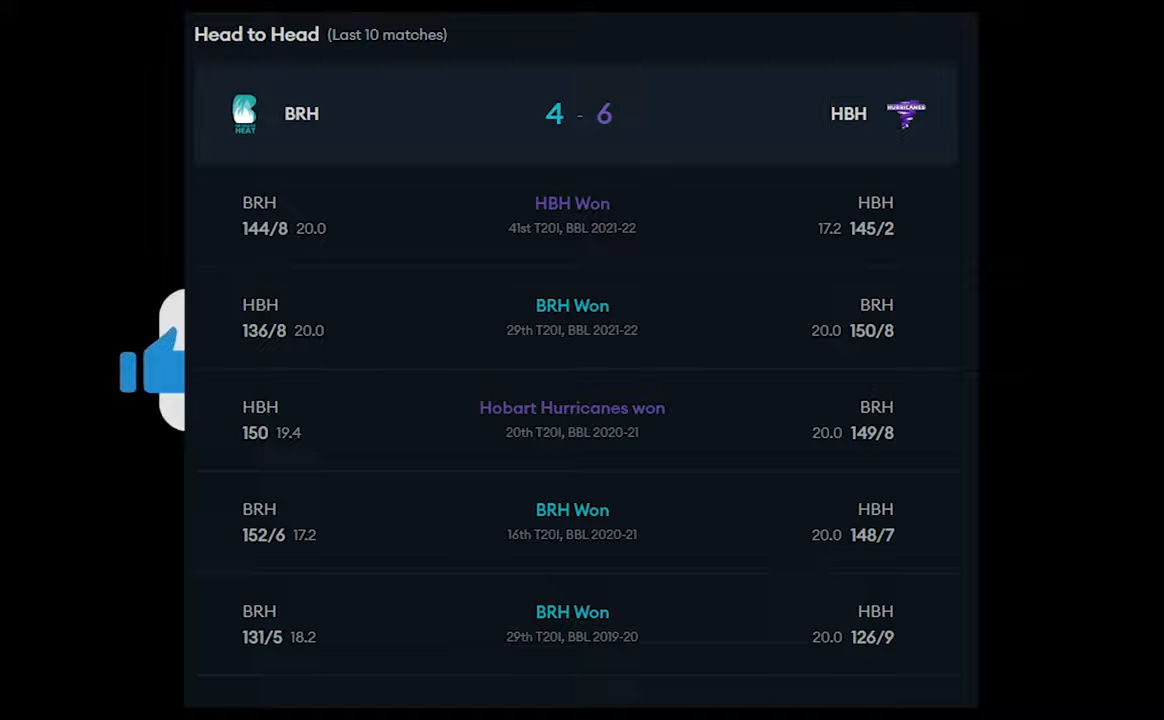 Head to Head (Last 10 matches)
HEAT BRH 4 - 6 HBH HURRICANES
BRH HBH Won HBH
144/8 20.0 41st T20I, BBL 2021-22 17.2 145/2
HBH BRH Won BRH
136/8 20.0 29th T20I, BBL 2021-22 20.0 150/8
HBH Hobart Hurricanes won BRH
150 19.4 20th T20I, BBL 2020-21 20.0 149/8
BRH BRH Won HBH
152/6 17.2 16th T20I, BBL 2020-21 20.0 148/7
BRH BRH Won HBH
131/5 18.2 29th T20I, BBL 2019-20 20.0 126/9